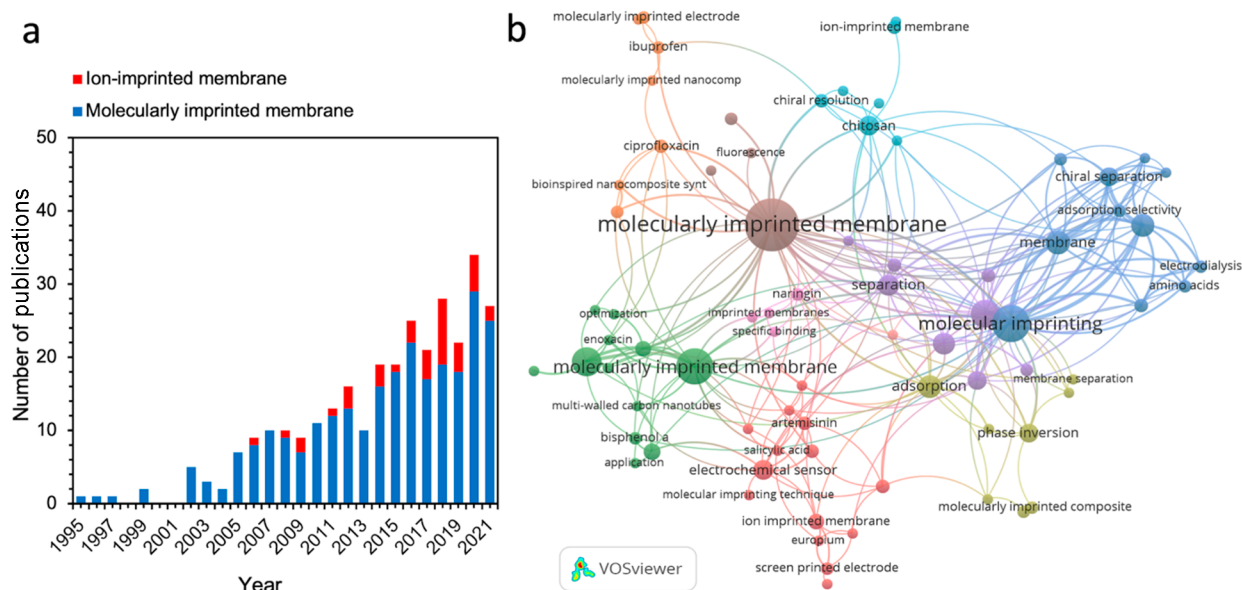 a
Ion-imprinted membrane
Molecularly imprinted membrane
50
40
30
20
10
0
Number of publications
1995
1997
1999
2001
2003
2005
2007
2009
2011
2013
2015
2017
2019
2021
Year
b
molecularly imprinted electrode
ion-imprinted membrane
ibuprofen
molecularly imprinted nanocomp
chiral resolution
chitosan
ciprofloxacin
fluorescence
chiral separation
bioinspired nanocomposite synt
adsorption selectivity
molecularly imprinted membrane
membrane
electrodialysis
separation
amino acids
naringin
optimization
imprinted membranes
molecular imprinting
specific binding
enoxacin
molecularly imprinted membrane
membrane separation
adsorption
multi-walled carbon nanotubes
artemisinin
phase inversion
bisphenol a
salicylic acid
application
electrochemical sensor
molecular imprinting technique
molecularly imprinted composite
ion imprinted membrane
europium
screen printed electrode
VOSviewer